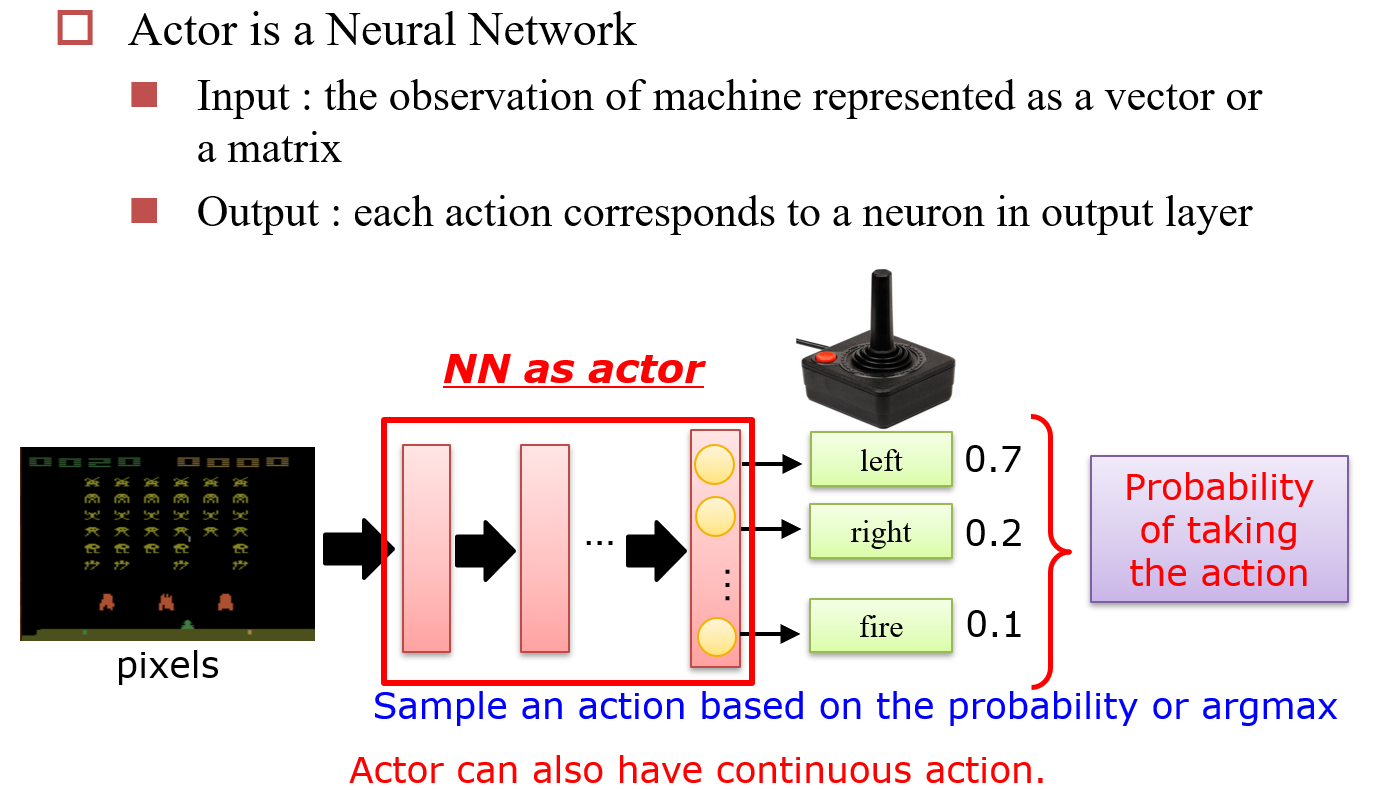 Actor is a Neural Network
Input : the observation of machine represented as a vector or
a matrix
Output : each action corresponds to a neuron in output layer
NN as actor
left 0.7
right 0.2
...
⋮
fire 0.1
Probability
of taking
the action
pixels
Sample an action based on the probability or argmax
Actor can also have continuous action.